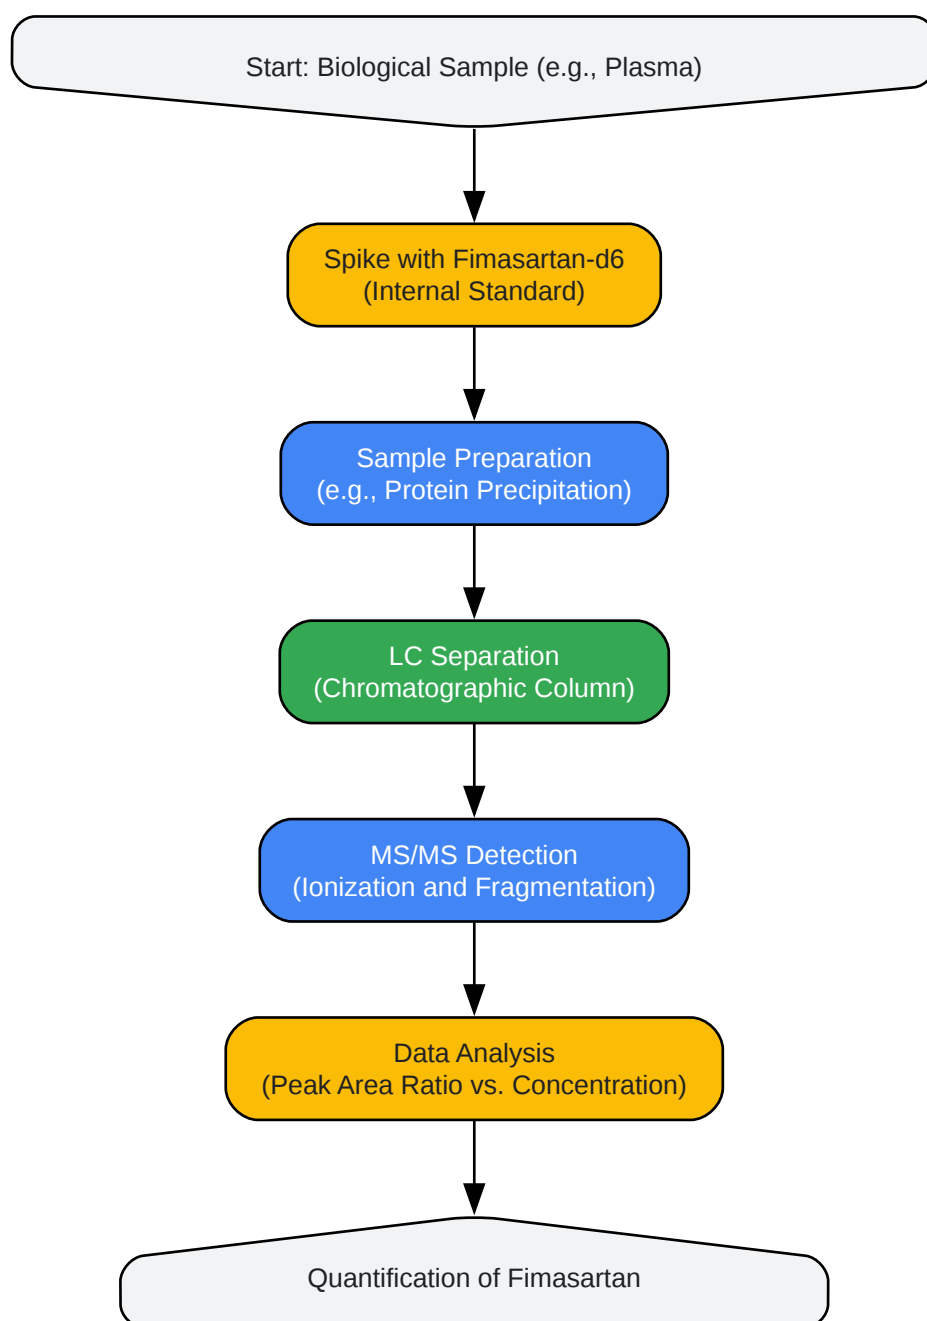 Start: Biological Sample (e.g., Plasma)
Spike with Fimasartan-d6
(Internal Standard)
Sample Preparation
(e.g., Protein Precipitation)
LC Separation
(Chromatographic Column)
MS/MS Detection
(Ionization and Fragmentation)
Data Analysis
(Peak Area Ratio vs. Concentration)
Quantification of Fimasartan